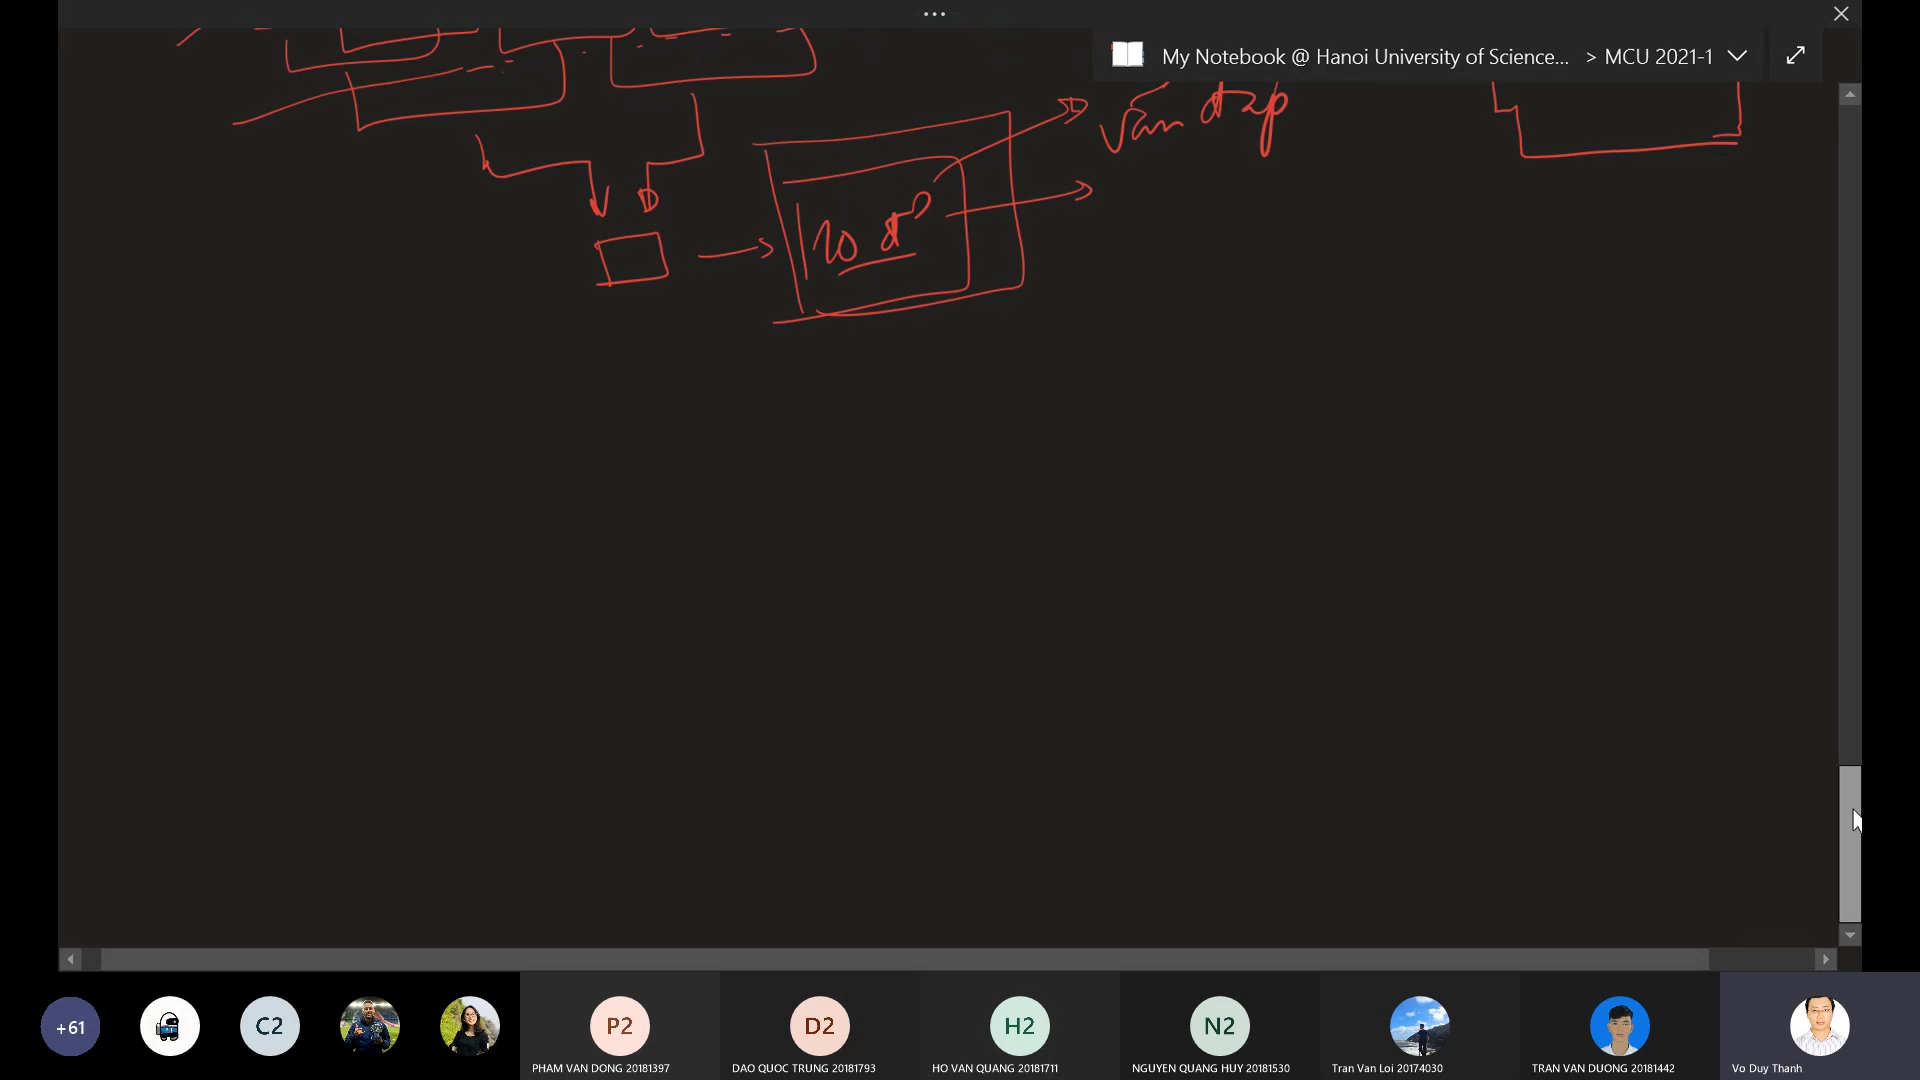 My Notebook @ Hanoi University of Science... > MCU 2021-1
vấn đáp
20 đ
+61
C2
P2
D2
H2
N2
PHAM VAN DONG 20181397
DAO QUOC TRUNG 20181793
HO VAN QUANG 20181711
NGUYEN QUANG HUY 20181530
Tran Van Loi 20174030
TRAN VAN DUONG 20181442
Vo Duy Thanh